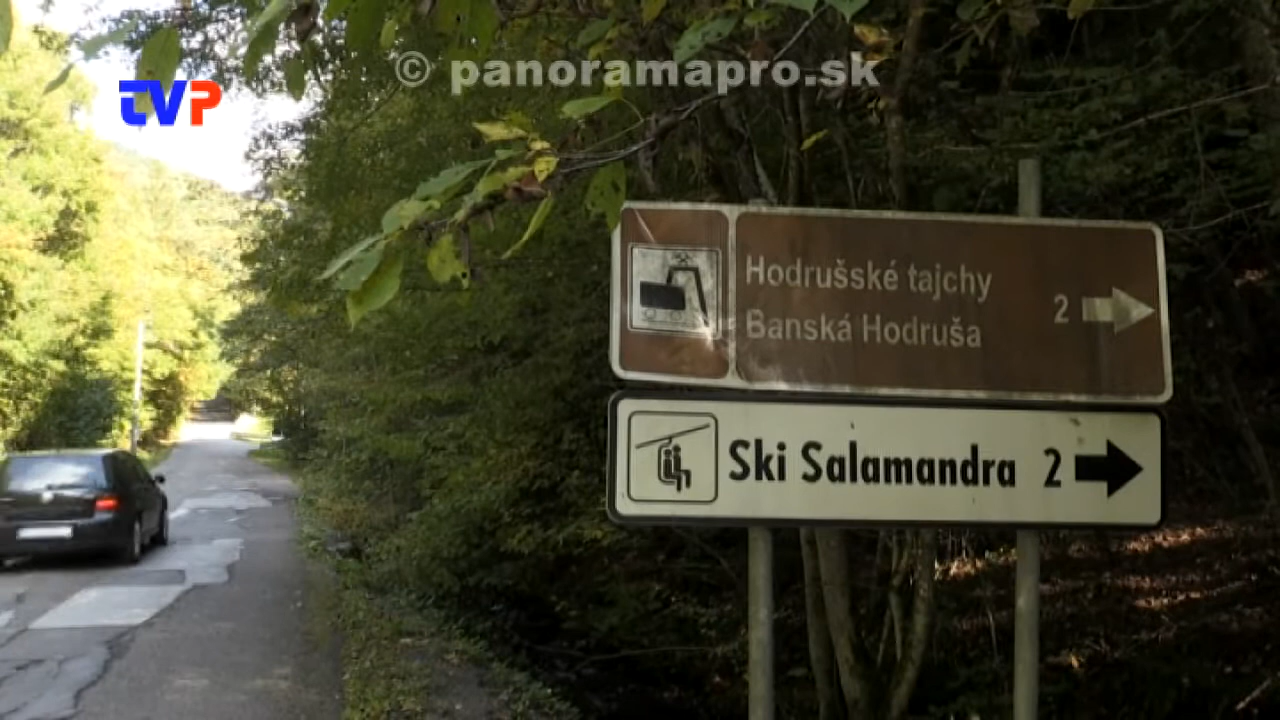 © panoramapro.sk
TVP
Hodrušské tajchy
Banská Hodruša
2
Ski Salamandra 2